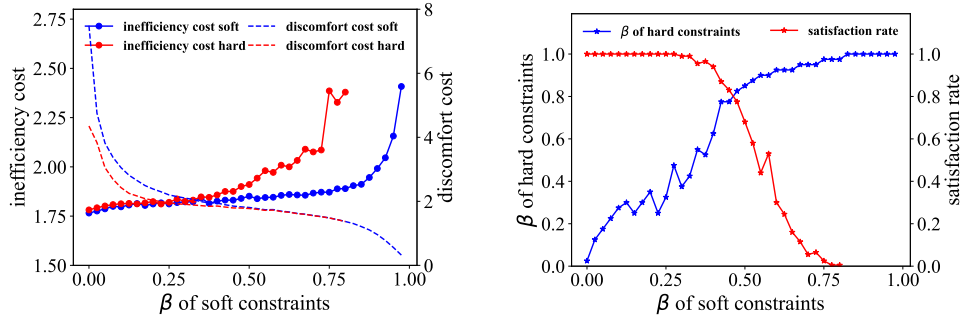 inefficiency cost soft
inefficiency cost hard
discomfort cost soft
discomfort cost hard
inefficiency cost
2.75
2.50
2.25
2.00
1.75
1.50
8
6
4
2
0
discomfort cost
0.00
0.25
0.50
0.75
1.00
β of soft constraints
β of hard constraints
satisfaction rate
β of hard constraints
1.0
0.8
0.6
0.4
0.2
0.0
1.0
0.8
0.6
0.4
0.2
0.0
satisfaction rate
0.00
0.25
0.50
0.75
1.00
β of soft constraints